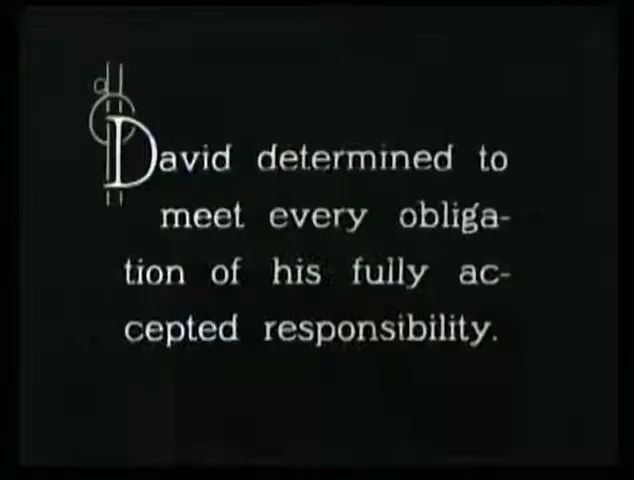 David determined to
meet every obliga-
tion of his fully ac-
cepted responsibility.